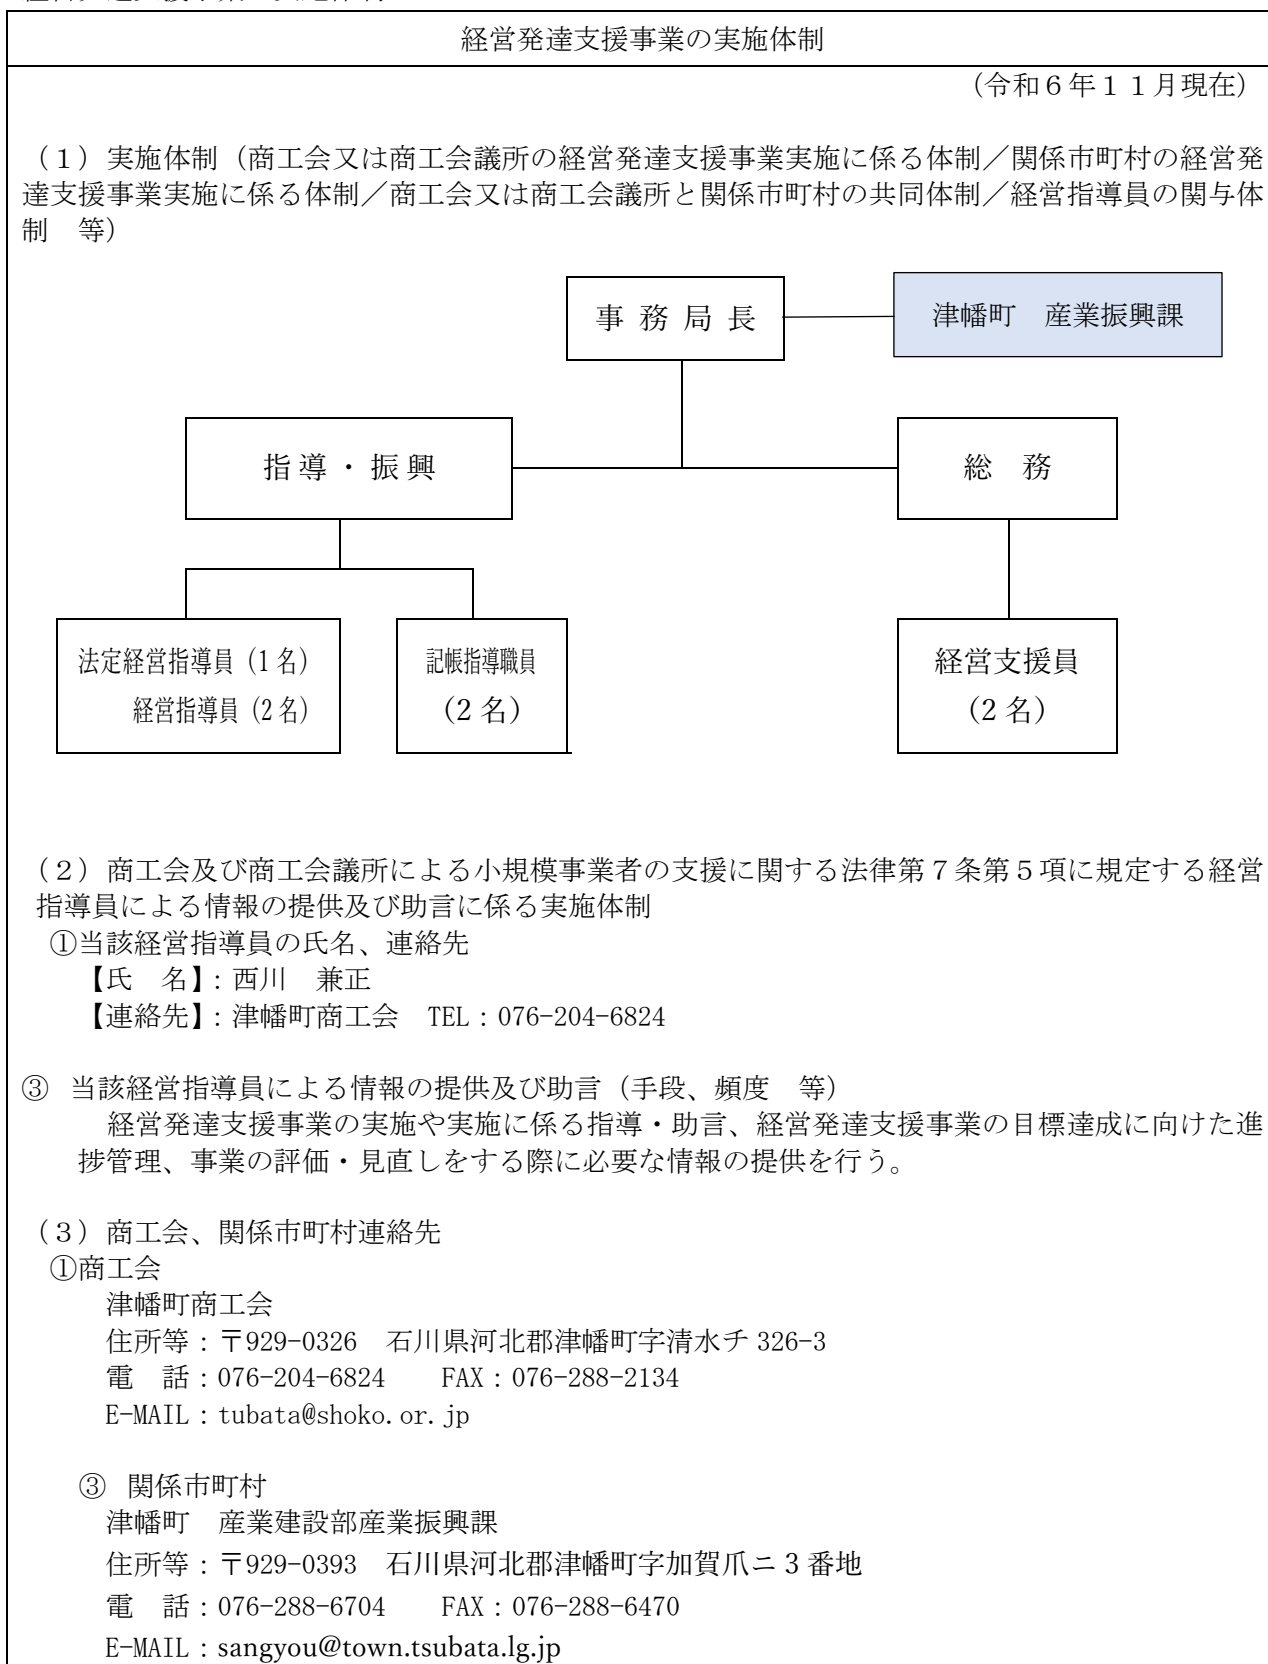 経営発達支援事業の実施体制
（令和６年１１月現在）
（１）実施体制（商工会又は商工会議所の経営発達支援事業実施に係る体制／関係市町村の経営発
達支援事業実施に係る体制／商工会又は商工会議所と関係市町村の共同体制／経営指導員の関与体
制　等）
事 務 局 長
津幡町　産業振興課
指 導 ・ 振 興
総　務
法定経営指導員（1 名）
経営指導員（2 名）
記帳指導職員
（2 名）
経営支援員
（2 名）
（２）商工会及び商工会議所による小規模事業者の支援に関する法律第７条第５項に規定する経営
指導員による情報の提供及び助言に係る実施体制
①当該経営指導員の氏名、連絡先
【氏　名】：西川　兼正
【連絡先】：津幡町商工会　TEL：076-204-6824
③ 当該経営指導員による情報の提供及び助言（手段、頻度　等）
経営発達支援事業の実施や実施に係る指導・助言、経営発達支援事業の目標達成に向けた進
捗管理、事業の評価・見直しをする際に必要な情報の提供を行う。
（３）商工会、関係市町村連絡先
①商工会
津幡町商工会
住所等：〒929-0326　石川県河北郡津幡町字清水チ 326-3
電　話：076-204-6824　　FAX：076-288-2134
E-MAIL：tubata@shoko.or.jp
③ 関係市町村
津幡町　産業建設部産業振興課
住所等：〒929-0393　石川県河北郡津幡町字加賀爪ニ 3 番地
電　話：076-288-6704　　FAX：076-288-6470
E-MAIL：sangyou@town.tsubata.lg.jp